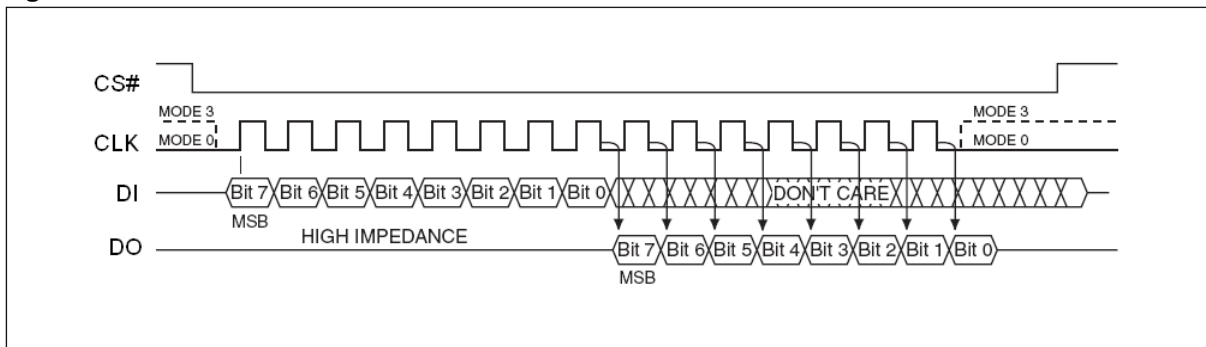 CS#
MODE 3 MODE 3
CLK MODE 0 MODE 0
DI Bit 7 Bit 6 Bit 5 Bit 4 Bit 3 Bit 2 Bit 1 Bit 0 DON'T CARE
MSB
HIGH IMPEDANCE
DO Bit 7 Bit 6 Bit 5 Bit 4 Bit 3 Bit 2 Bit 1 Bit 0
MSB